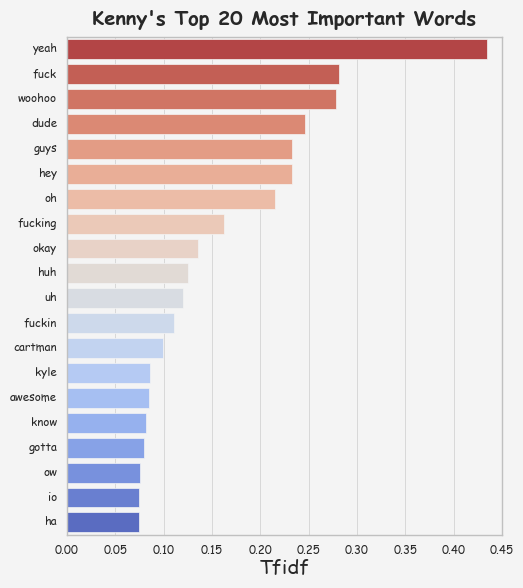 Kenny's Top 20 Most Important Words
yeah
fuck
woohoo
dude
guys
hey
oh
fucking
okay
huh
uh
fuckin
cartman
kyle
awesome
know
gotta
ow
io
ha
0.00 0.05 0.10 0.15 0.20 0.25 0.30 0.35 0.40 0.45
Tfidf